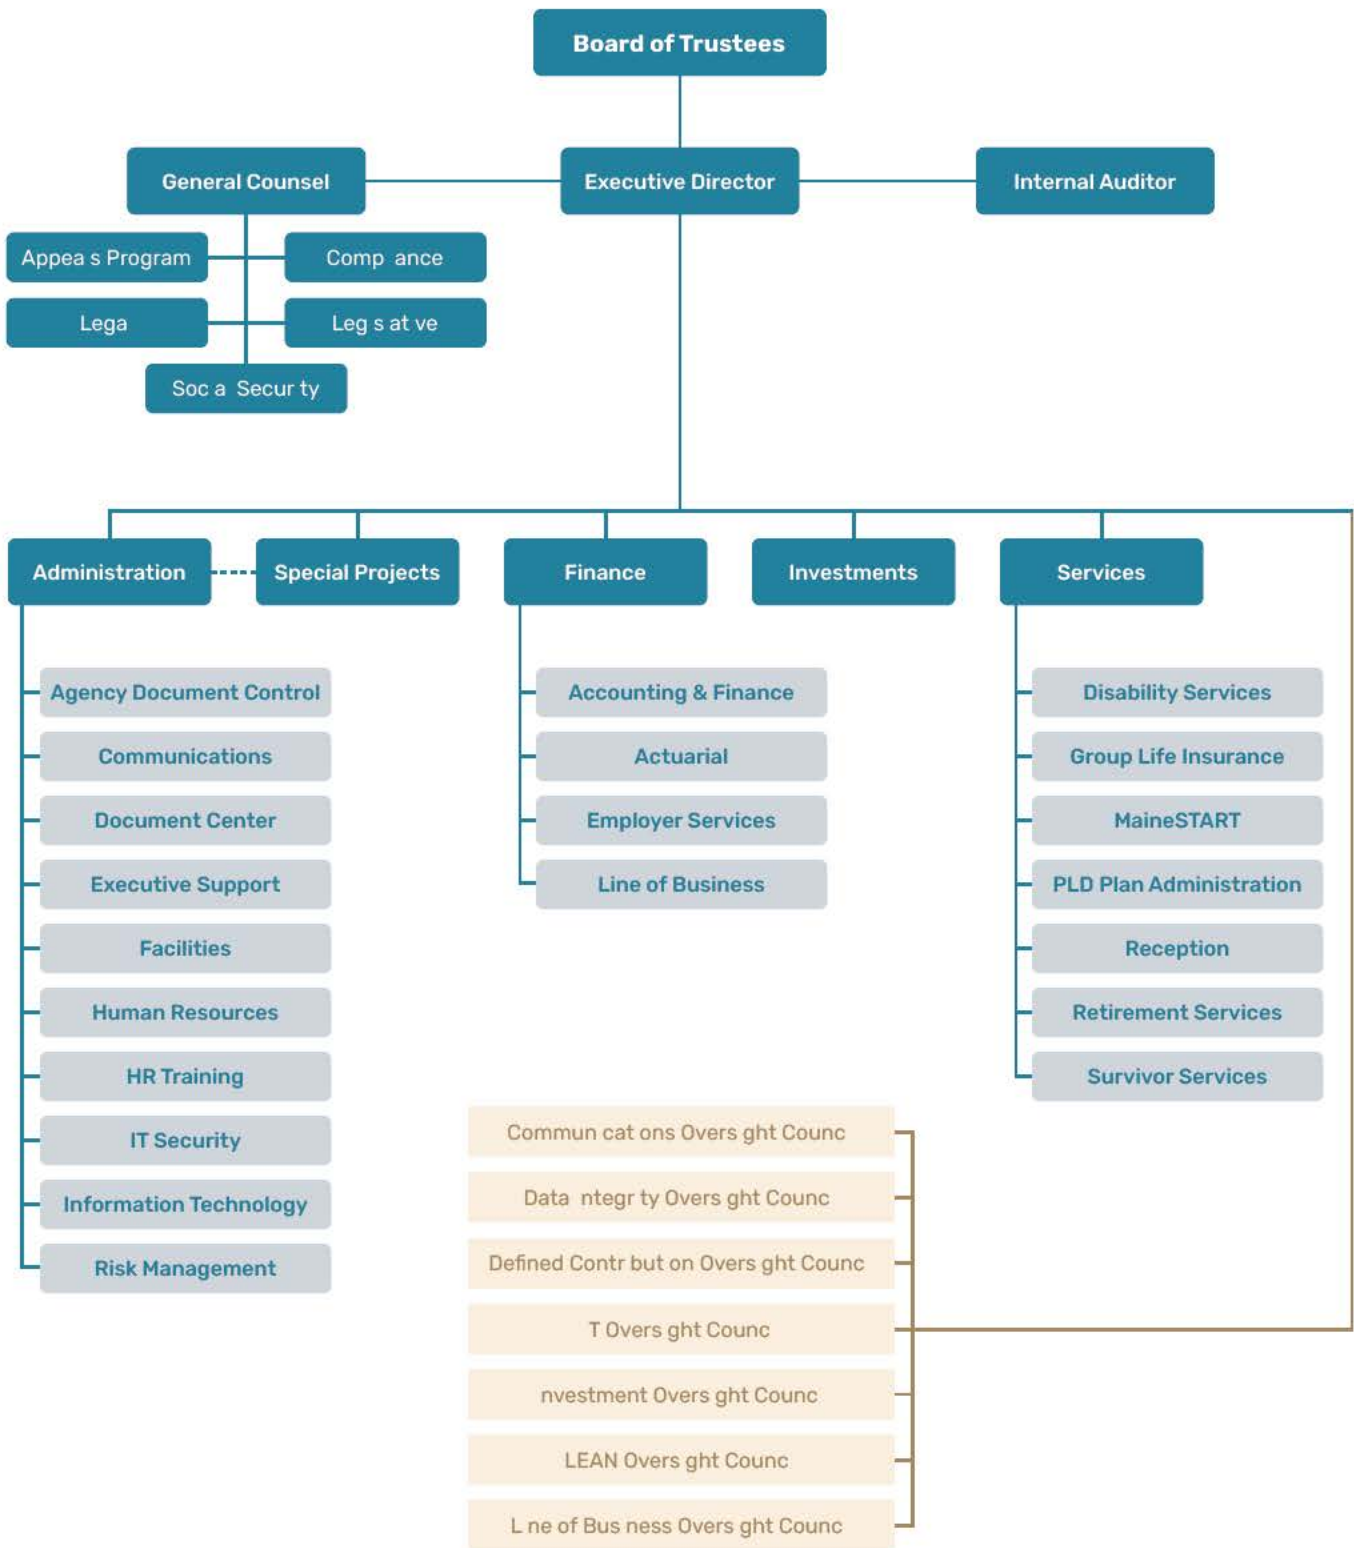 Board of Trustees
General Counsel
Executive Director
Internal Auditor
Appea s Program
Comp ance
Lega
Leg s at ve
Soc a Secur ty
Administration
Special Projects
Finance
Investments
Services
Agency Document Control
Communications
Document Center
Executive Support
Facilities
Human Resources
HR Training
IT Security
Information Technology
Risk Management
Accounting & Finance
Actuarial
Employer Services
Line of Business
Disability Services
Group Life Insurance
MaineSTART
PLD Plan Administration
Reception
Retirement Services
Survivor Services
Commun cat ons Overs ght Counc
Data ntegr ty Overs ght Counc
Defined Contr but on Overs ght Counc
T Overs ght Counc
nvestment Overs ght Counc
LEAN Overs ght Counc
L ne of Bus ness Overs ght Counc